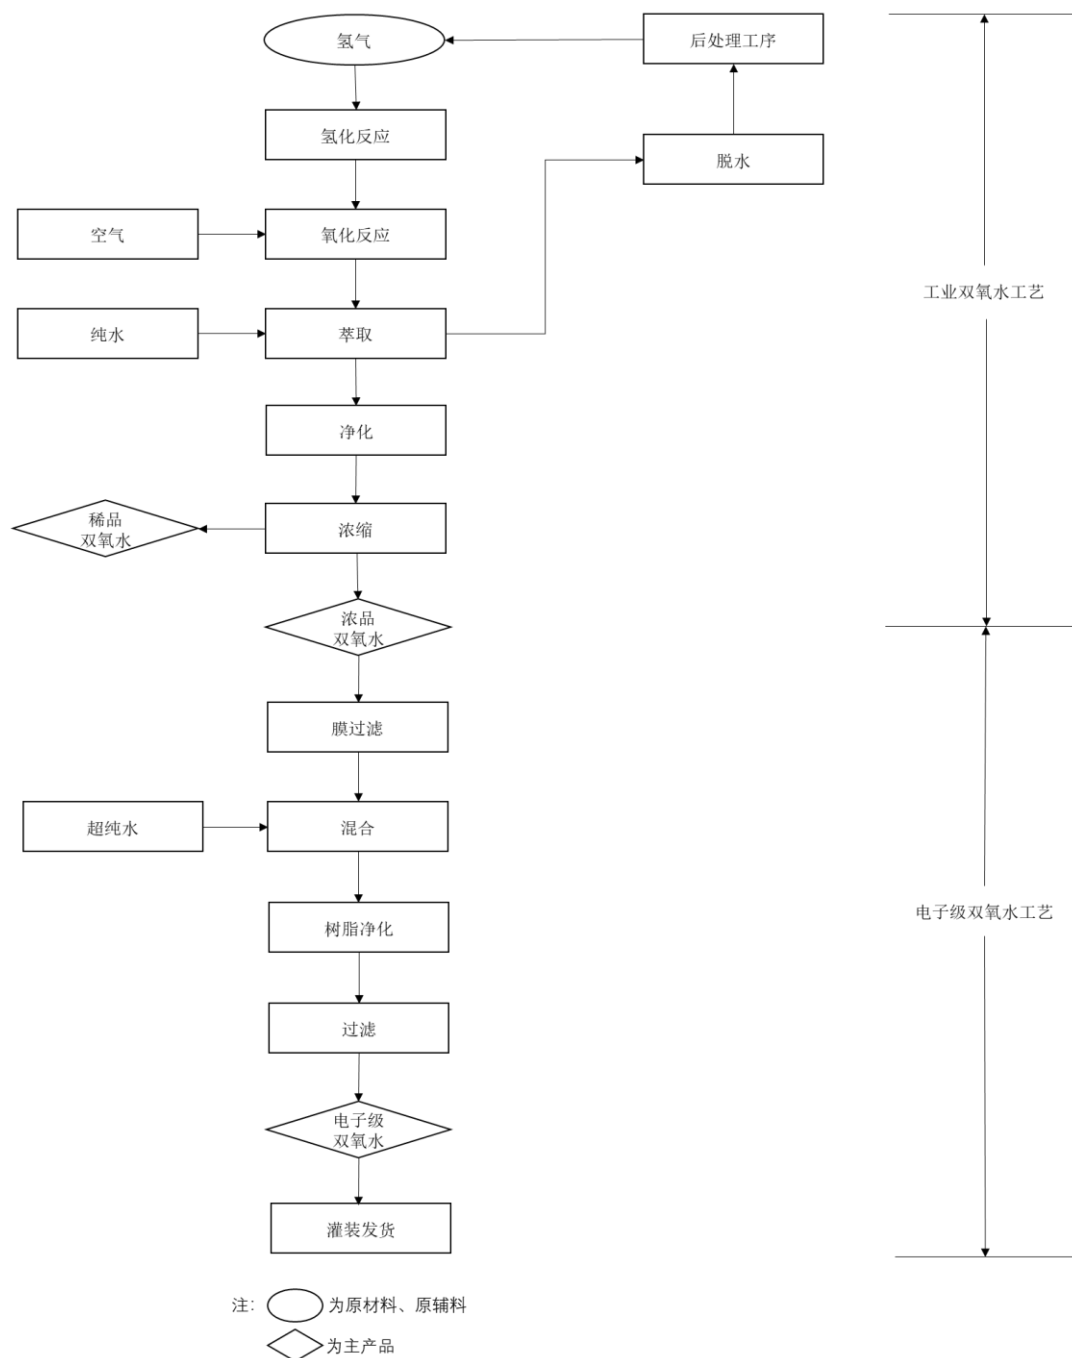 氢气
后处理工序
氢化反应
脱水
空气
氧化反应
工业双氧水工艺
纯水
萃取
净化
稀品
双氧水
浓缩
浓品
双氧水
膜过滤
超纯水
混合
电子级双氧水工艺
树脂净化
过滤
电子级
双氧水
灌装发货
注：
为原材料、原辅料
为主产品